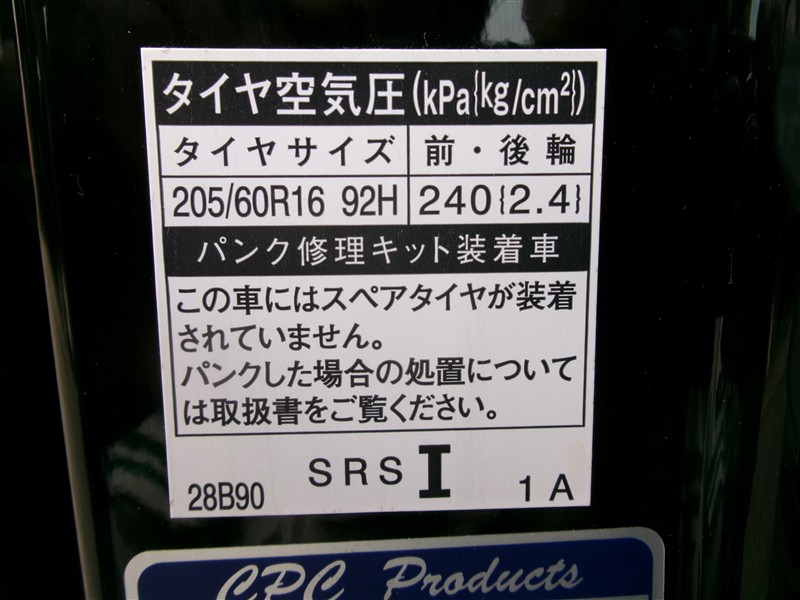 タイヤ空気圧(kPa{kg/cm²})
タイヤサイズ 前・後輪
205/60R16 92H 240{2.4}
パンク修理キット装着車
この車にはスペアタイヤが装着
されていません。
パンクした場合の処置について
は取扱書をご覧ください。
28B90 SRS I 1A
CPC Products